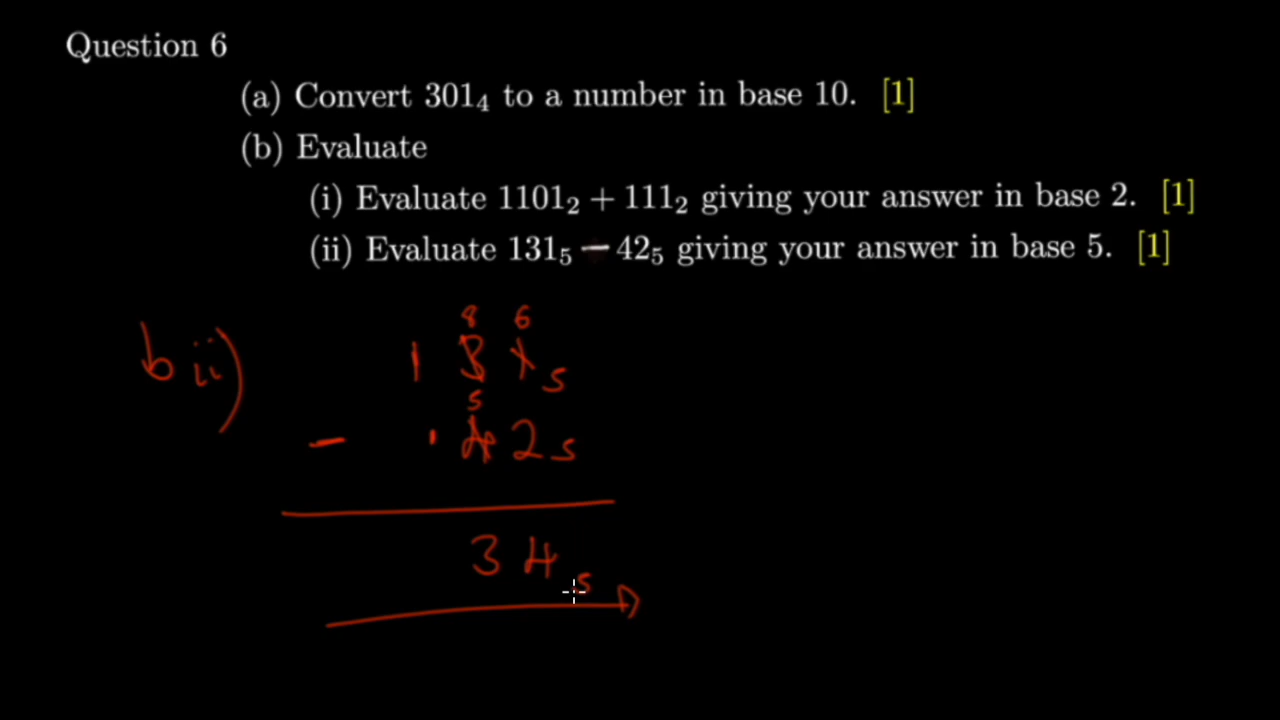 Question 6
(a) Convert 301₄ to a number in base 10. [1]
(b) Evaluate
(i) Evaluate 1101₂ + 111₂ giving your answer in base 2. [1]
(ii) Evaluate 131₅ − 42₅ giving your answer in base 5. [1]
8 6
b ii) 1 3 1 5
5
- 1 4 2 5
3 4 5